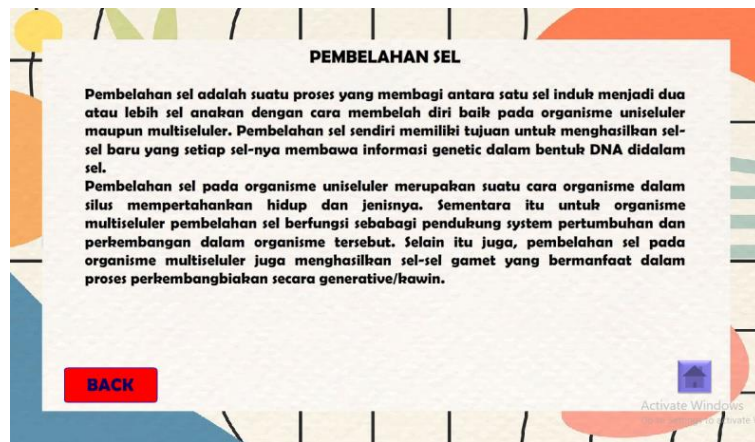 PEMBELAHAN SEL
Pembelahan sel adalah suatu proses yang membagi antara satu sel induk menjadi dua
atau lebih sel anakan dengan cara membelah diri baik pada organisme uniseluler
maupun multiseluler. Pembelahan sel sendiri memiliki tujuan untuk menghasilkan sel-
sel baru yang setiap sel-nya membawa informasi genetic dalam bentuk DNA didalam
sel.
Pembelahan sel pada organisme uniseluler merupakan suatu cara organisme dalam
silus mempertahankan hidup dan jenisnya. Sementara itu untuk organisme
multiseluler pembelahan sel berfungsi sebabagi pendukung system pertumbuhan dan
perkembangan dalam organisme tersebut. Selain itu juga, pembelahan sel pada
organisme multiseluler juga menghasilkan sel-sel gamet yang bermanfaat dalam
proses perkembangbiakan secara generative/kawin.
BACK
Activate Windows